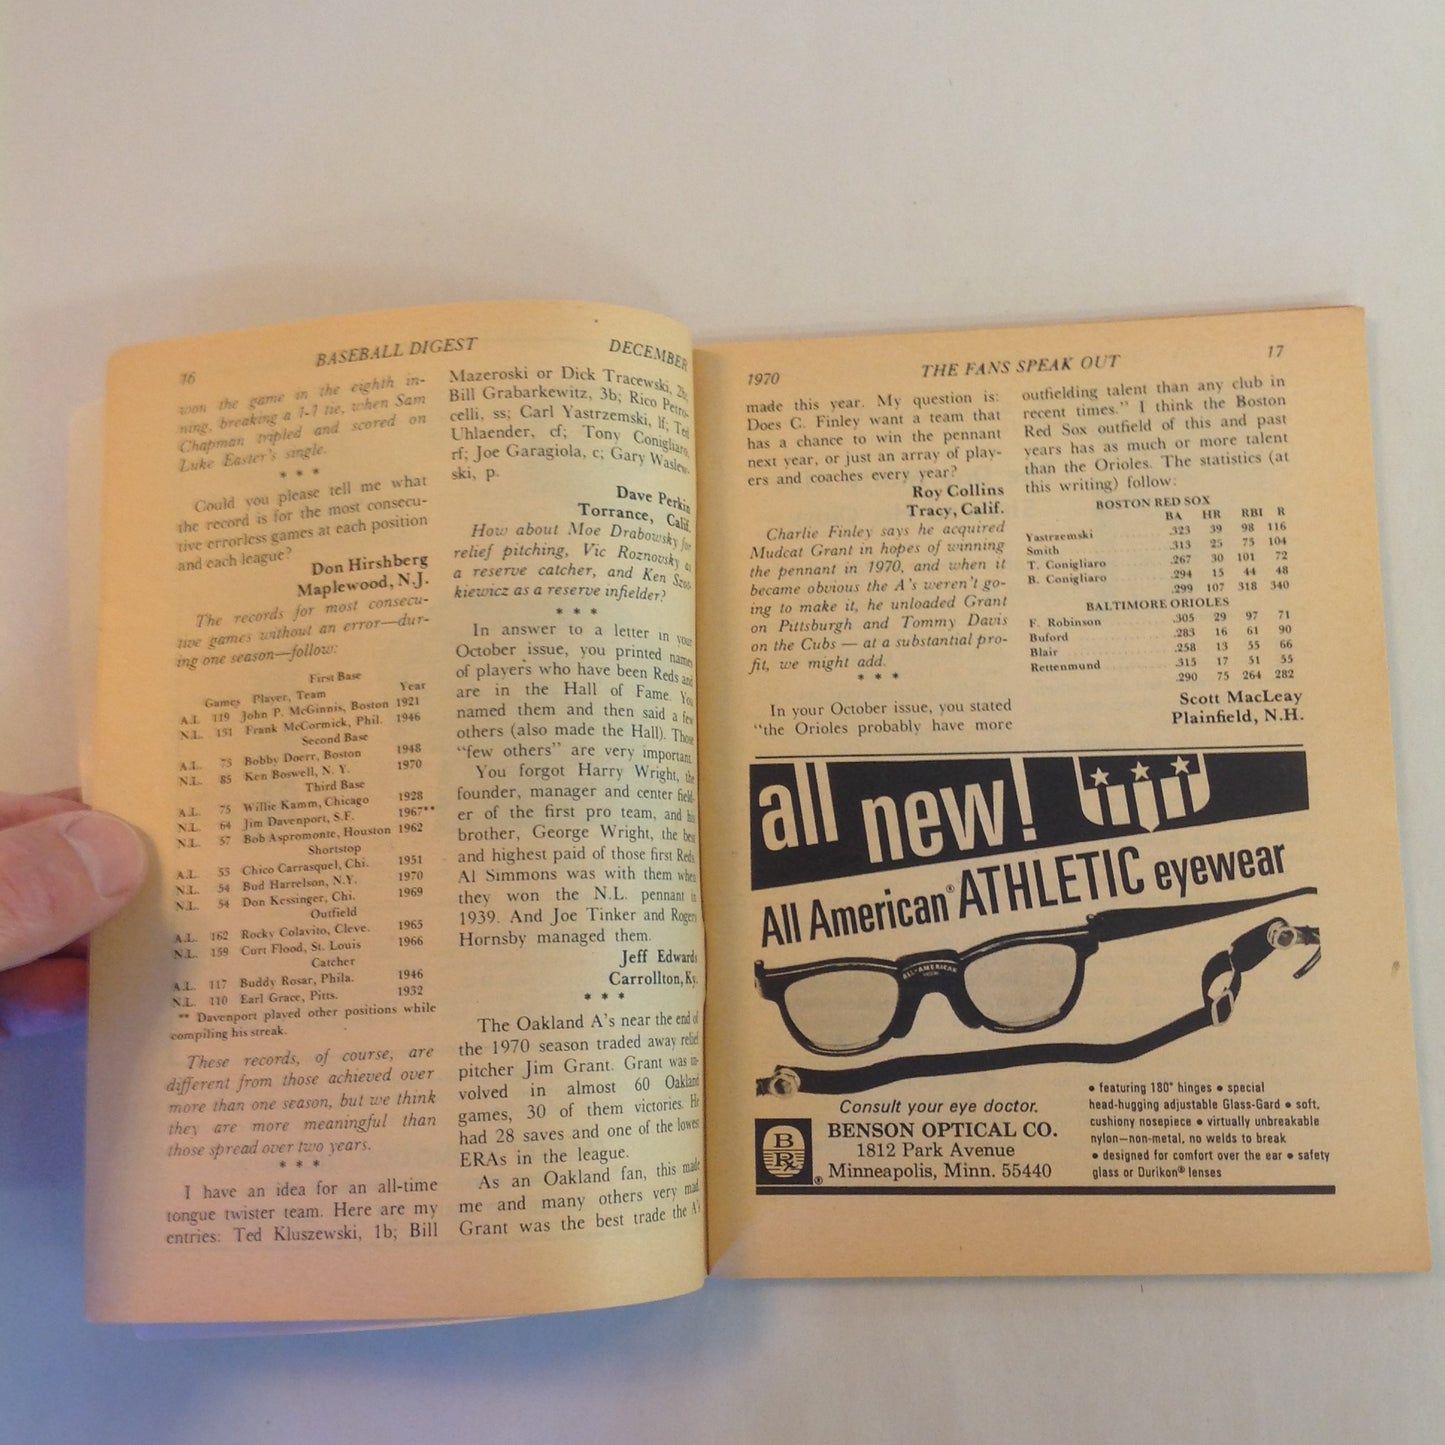 16
BASEBALL DIGEST
DECEMBER
won the game in the eighth in-
ning, breaking a 1-1 tie, when Sam
Chapman tripled and scored on
Luke Easter's single.
* * *
Could you please tell me what
the record is for the most consecu-
tive errorless games at each position
and each league?
Don Hirshberg
Maplewood, N.J.
The records for most consecu-
tive games without an error—dur-
ing one season—follow:
First Base
Games Player, Team Year
A.L. 119 John P. McGinnis, Boston 1921
N.L. 131 Frank McCormick, Phil. 1946
Second Base
A.L. 73 Bobby Doerr, Boston 1948
N.L. 85 Ken Boswell, N. Y. 1970
Third Base
A.L. 75 Willie Kamm, Chicago 1928
N.L. 64 Jim Davenport, S.F. 1967**
N.L. 57 Bob Aspromonte, Houston 1962
Shortstop
A.L. 53 Chico Carrasquel, Chi. 1951
N.L. 54 Bud Harrelson, N.Y. 1970
N.L. 54 Don Kessinger, Chi. 1969
Outfield
A.L. 162 Rocky Colavito, Cleve. 1965
N.L. 159 Curt Flood, St. Louis 1966
Catcher
A.L. 117 Buddy Rosar, Phila. 1946
N.L. 110 Earl Grace, Pitts. 1932
** Davenport played other positions while
compiling his streak.
These records, of course, are
different from those achieved over
more than one season, but we think
they are more meaningful than
those spread over two years.
* * *
I have an idea for an all-time
tongue twister team. Here are my
entries: Ted Kluszewski, 1b; Bill
Mazeroski or Dick Tracewski, 2b;
Bill Grabarkewitz, 3b; Rico Petro-
celli, ss; Carl Yastrzemski, lf; Ted
Uhlaender, cf; Tony Conigliaro,
rf; Joe Garagiola, c; Gary Waslew-
ski, p.
Dave Perkin
Torrance, Calif.
How about Moe Drabowsky for
relief pitching, Vic Roznovsky as
a reserve catcher, and Ken Szot-
kiewicz as a reserve infielder?
* * *
In answer to a letter in your
October issue, you printed names
of players who have been Reds and
are in the Hall of Fame. You
named them and then said a few
others (also made the Hall). Those
"few others" are very important.
You forgot Harry Wright, the
founder, manager and center field-
er of the first pro team, and his
brother, George Wright, the best
and highest paid of those first Reds.
Al Simmons was with them when
they won the N.L. pennant in
1939. And Joe Tinker and Rogers
Hornsby managed them.
Jeff Edwards
Carrollton, Ky.
* * *
The Oakland A's near the end of
the 1970 season traded away relief
pitcher Jim Grant. Grant was in-
volved in almost 60 Oakland
games, 30 of them victories. He
had 28 saves and one of the lowest
ERAs in the league.
As an Oakland fan, this made
me and many others very mad.
Grant was the best trade the A's
1970
THE FANS SPEAK OUT
17
made this year. My question is:
Does C. Finley want a team that
has a chance to win the pennant
next year, or just an array of play-
ers and coaches every year?
Roy Collins
Tracy, Calif.
Charlie Finley says he acquired
Mudcat Grant in hopes of winning
the pennant in 1970, and when it
became obvious the A's weren't go-
ing to make it, he unloaded Grant
on Pittsburgh and Tommy Davis
on the Cubs — at a substantial pro-
fit, we might add.
* * *
In your October issue, you stated
"the Orioles probably have more
outfielding talent than any club in
recent times." I think the Boston
Red Sox outfield of this and past
years has as much or more talent
than the Orioles. The statistics (at
this writing) follow:
BOSTON RED SOX
BA HR RBI R
Yastrzemski .323 39 98 116
Smith .313 25 75 104
T. Conigliaro .267 30 101 72
B. Conigliaro .294 15 44 48
.299 107 318 340
BALTIMORE ORIOLES
F. Robinson .305 29 97 71
Buford .283 16 61 90
Blair .258 13 55 66
Rettenmund .315 17 51 55
.290 75 264 282
Scott MacLeay
Plainfield, N.H.
all new!
All American® ATHLETIC eyewear
ALL-AMERICAN
Consult your eye doctor.
BENSON OPTICAL CO.
1812 Park Avenue
Minneapolis, Minn. 55440
B
Rx
®
• featuring 180° hinges • special
head-hugging adjustable Glass-Gard • soft,
cushiony nosepiece • virtually unbreakable
nylon—non-metal, no welds to break
• designed for comfort over the ear • safety
glass or Durikon® lenses